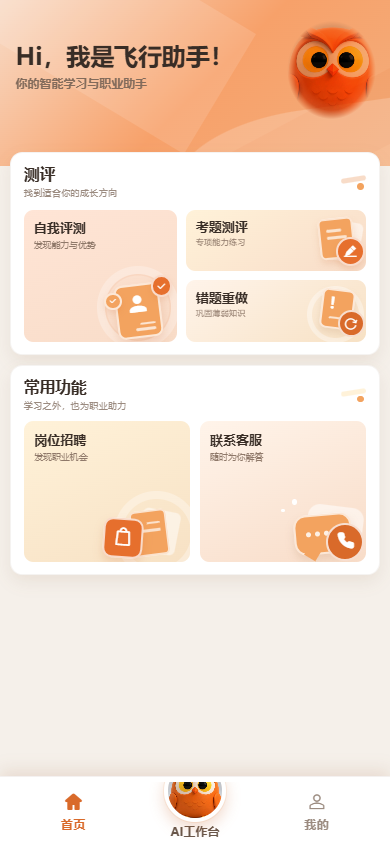 Hi，我是飞行助手！
你的智能学习与职业助手
测评
找到适合你的成长方向
自我评测
发现能力与优势
考题测评
专项能力练习
错题重做
巩固薄弱知识
常用功能
学习之外，也为职业助力
岗位招聘
发现职业机会
联系客服
随时为你解答
首页
AI工作台
我的